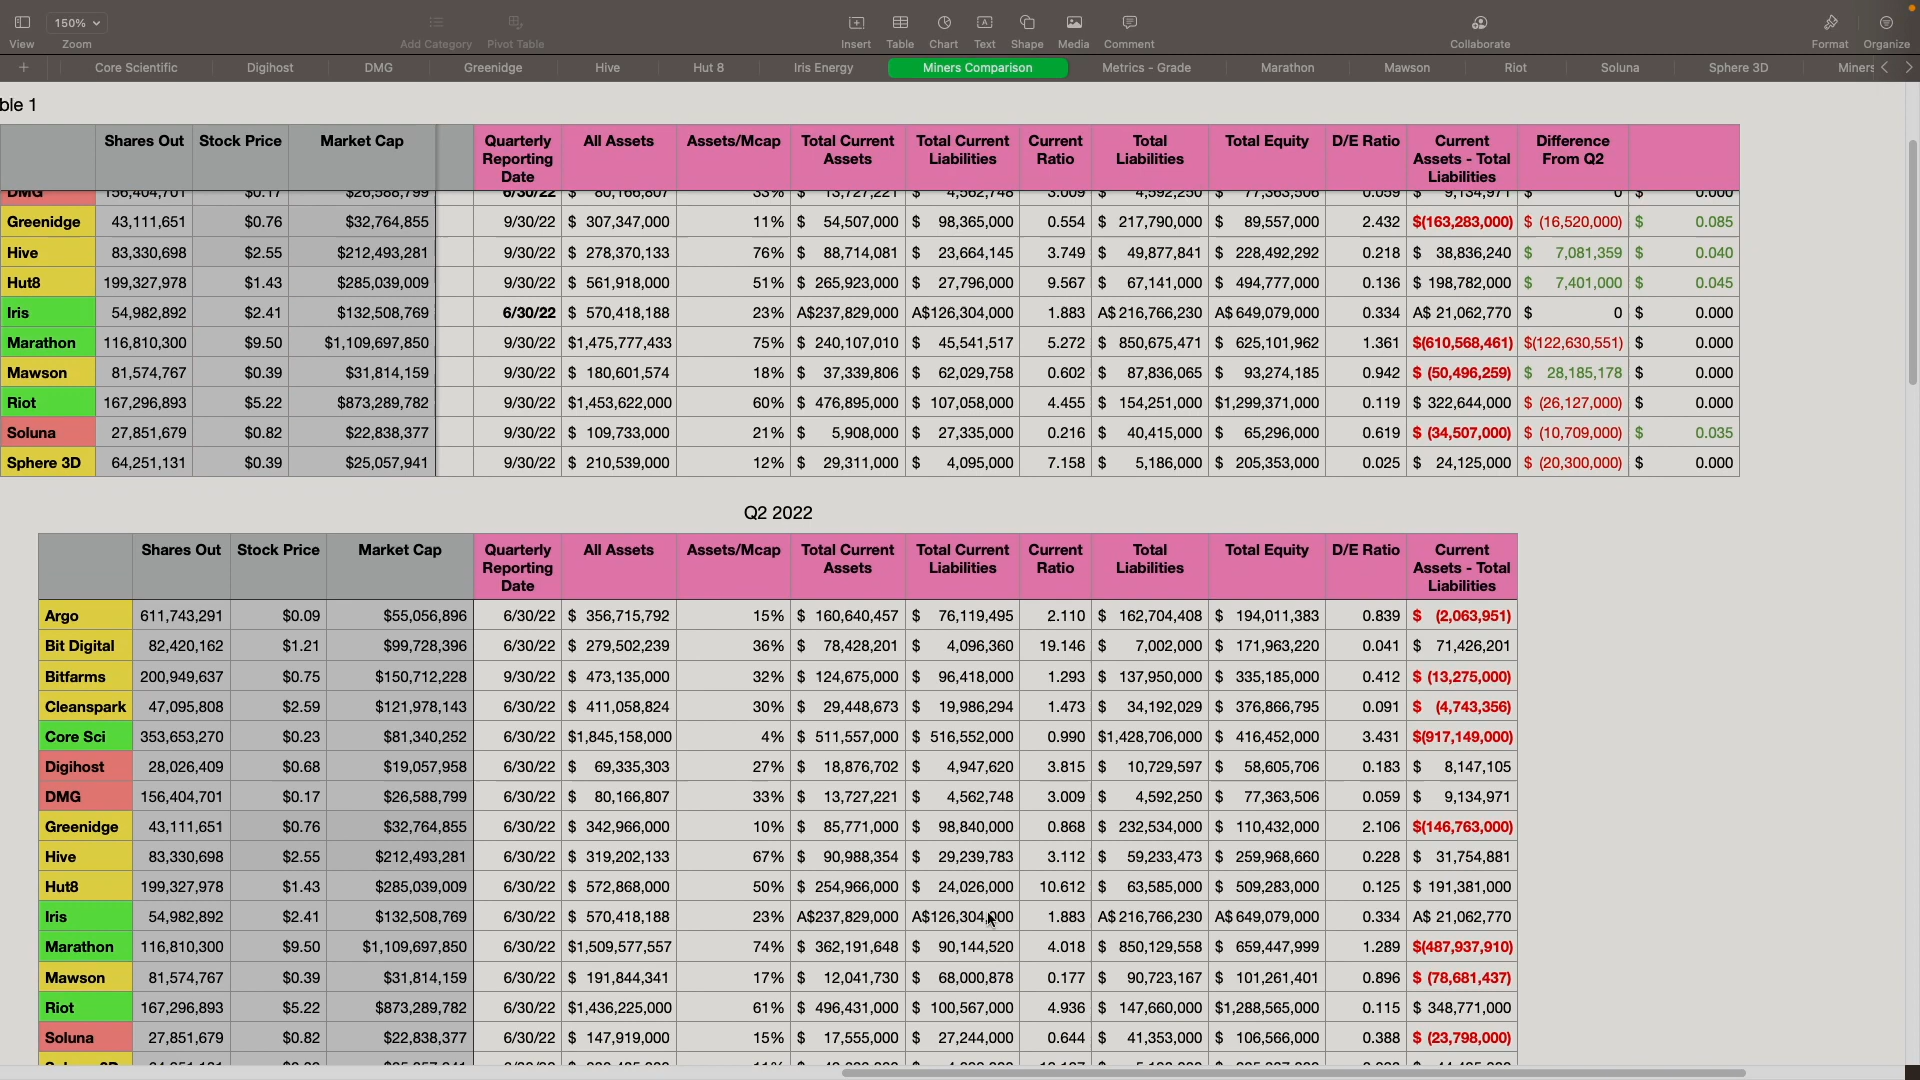 150%
View Zoom Add Category Pivot Table Insert Table Chart Text Shape Media Comment Collaborate Format Organize
+ Core Scientific Digihost DMG Greenidge Hive Hut 8 Iris Energy Miners Comparison Metrics - Grade Marathon Mawson Riot Soluna Sphere 3D Miners
ble 1
Shares Out Stock Price Market Cap Quarterly Reporting Date All Assets Assets/Mcap Total Current Assets Total Current Liabilities Current Ratio Total Liabilities Total Equity D/E Ratio Current Assets - Total Liabilities Difference From Q2
DMG 156,404,701 $0.17 $26,588,799 6/30/22 $ 80,166,807 33% $ 13,727,221 $ 4,562,748 3.009 $ 4,592,250 $ 77,363,506 0.059 $ 9,134,971 $ 0 $ 0.000
Greenidge 43,111,651 $0.76 $32,764,855 9/30/22 $ 307,347,000 11% $ 54,507,000 $ 98,365,000 0.554 $ 217,790,000 $ 89,557,000 2.432 $(163,283,000) $ (16,520,000) $ 0.085
Hive 83,330,698 $2.55 $212,493,281 9/30/22 $ 278,370,133 76% $ 88,714,081 $ 23,664,145 3.749 $ 49,877,841 $ 228,492,292 0.218 $ 38,836,240 $ 7,081,359 $ 0.040
Hut8 199,327,978 $1.43 $285,039,009 9/30/22 $ 561,918,000 51% $ 265,923,000 $ 27,796,000 9.567 $ 67,141,000 $ 494,777,000 0.136 $ 198,782,000 $ 7,401,000 $ 0.045
Iris 54,982,892 $2.41 $132,508,769 6/30/22 $ 570,418,188 23% A$237,829,000 A$126,304,000 1.883 A$ 216,766,230 A$ 649,079,000 0.334 A$ 21,062,770 $ 0 $ 0.000
Marathon 116,810,300 $9.50 $1,109,697,850 9/30/22 $1,475,777,433 75% $ 240,107,010 $ 45,541,517 5.272 $ 850,675,471 $ 625,101,962 1.361 $(610,568,461) $(122,630,551) $ 0.000
Mawson 81,574,767 $0.39 $31,814,159 9/30/22 $ 180,601,574 18% $ 37,339,806 $ 62,029,758 0.602 $ 87,836,065 $ 93,274,185 0.942 $ (50,496,259) $ 28,185,178 $ 0.000
Riot 167,296,893 $5.22 $873,289,782 9/30/22 $1,453,622,000 60% $ 476,895,000 $ 107,058,000 4.455 $ 154,251,000 $1,299,371,000 0.119 $ 322,644,000 $ (26,127,000) $ 0.000
Soluna 27,851,679 $0.82 $22,838,377 9/30/22 $ 109,733,000 21% $ 5,908,000 $ 27,335,000 0.216 $ 40,415,000 $ 65,296,000 0.619 $ (34,507,000) $ (10,709,000) $ 0.035
Sphere 3D 64,251,131 $0.39 $25,057,941 9/30/22 $ 210,539,000 12% $ 29,311,000 $ 4,095,000 7.158 $ 5,186,000 $ 205,353,000 0.025 $ 24,125,000 $ (20,300,000) $ 0.000
Q2 2022
Shares Out Stock Price Market Cap Quarterly Reporting Date All Assets Assets/Mcap Total Current Assets Total Current Liabilities Current Ratio Total Liabilities Total Equity D/E Ratio Current Assets - Total Liabilities
Argo 611,743,291 $0.09 $55,056,896 6/30/22 $ 356,715,792 15% $ 160,640,457 $ 76,119,495 2.110 $ 162,704,408 $ 194,011,383 0.839 $ (2,063,951)
Bit Digital 82,420,162 $1.21 $99,728,396 6/30/22 $ 279,502,239 36% $ 78,428,201 $ 4,096,360 19.146 $ 7,002,000 $ 171,963,220 0.041 $ 71,426,201
Bitfarms 200,949,637 $0.75 $150,712,228 9/30/22 $ 473,135,000 32% $ 124,675,000 $ 96,418,000 1.293 $ 137,950,000 $ 335,185,000 0.412 $ (13,275,000)
Cleanspark 47,095,808 $2.59 $121,978,143 6/30/22 $ 411,058,824 30% $ 29,448,673 $ 19,986,294 1.473 $ 34,192,029 $ 376,866,795 0.091 $ (4,743,356)
Core Sci 353,653,270 $0.23 $81,340,252 6/30/22 $1,845,158,000 4% $ 511,557,000 $ 516,552,000 0.990 $1,428,706,000 $ 416,452,000 3.431 $(917,149,000)
Digihost 28,026,409 $0.68 $19,057,958 6/30/22 $ 69,335,303 27% $ 18,876,702 $ 4,947,620 3.815 $ 10,729,597 $ 58,605,706 0.183 $ 8,147,105
DMG 156,404,701 $0.17 $26,588,799 6/30/22 $ 80,166,807 33% $ 13,727,221 $ 4,562,748 3.009 $ 4,592,250 $ 77,363,506 0.059 $ 9,134,971
Greenidge 43,111,651 $0.76 $32,764,855 6/30/22 $ 342,966,000 10% $ 85,771,000 $ 98,840,000 0.868 $ 232,534,000 $ 110,432,000 2.106 $(146,763,000)
Hive 83,330,698 $2.55 $212,493,281 6/30/22 $ 319,202,133 67% $ 90,988,354 $ 29,239,783 3.112 $ 59,233,473 $ 259,968,660 0.228 $ 31,754,881
Hut8 199,327,978 $1.43 $285,039,009 6/30/22 $ 572,868,000 50% $ 254,966,000 $ 24,026,000 10.612 $ 63,585,000 $ 509,283,000 0.125 $ 191,381,000
Iris 54,982,892 $2.41 $132,508,769 6/30/22 $ 570,418,188 23% A$237,829,000 A$126,304,000 1.883 A$ 216,766,230 A$ 649,079,000 0.334 A$ 21,062,770
Marathon 116,810,300 $9.50 $1,109,697,850 6/30/22 $1,509,577,557 74% $ 362,191,648 $ 90,144,520 4.018 $ 850,129,558 $ 659,447,999 1.289 $(487,937,910)
Mawson 81,574,767 $0.39 $31,814,159 6/30/22 $ 191,844,341 17% $ 12,041,730 $ 68,000,878 0.177 $ 90,723,167 $ 101,261,401 0.896 $ (78,681,437)
Riot 167,296,893 $5.22 $873,289,782 6/30/22 $1,436,225,000 61% $ 496,431,000 $ 100,567,000 4.936 $ 147,660,000 $1,288,565,000 0.115 $ 348,771,000
Soluna 27,851,679 $0.82 $22,838,377 6/30/22 $ 147,919,000 15% $ 17,555,000 $ 27,244,000 0.644 $ 41,353,000 $ 106,566,000 0.388 $ (23,798,000)